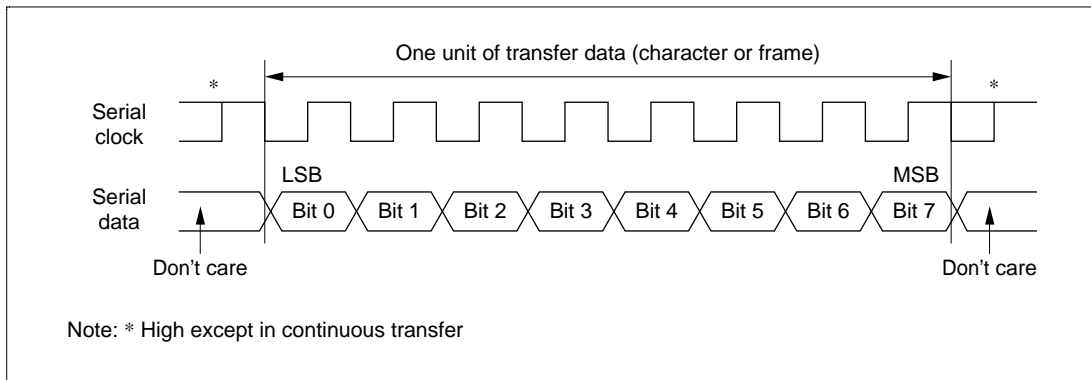 One unit of transfer data (character or frame)
* *
Serial
clock
LSB MSB
Serial
data
Bit 0 Bit 1 Bit 2 Bit 3 Bit 4 Bit 5 Bit 6 Bit 7
Don’t care Don’t care
Note: * High except in continuous transfer